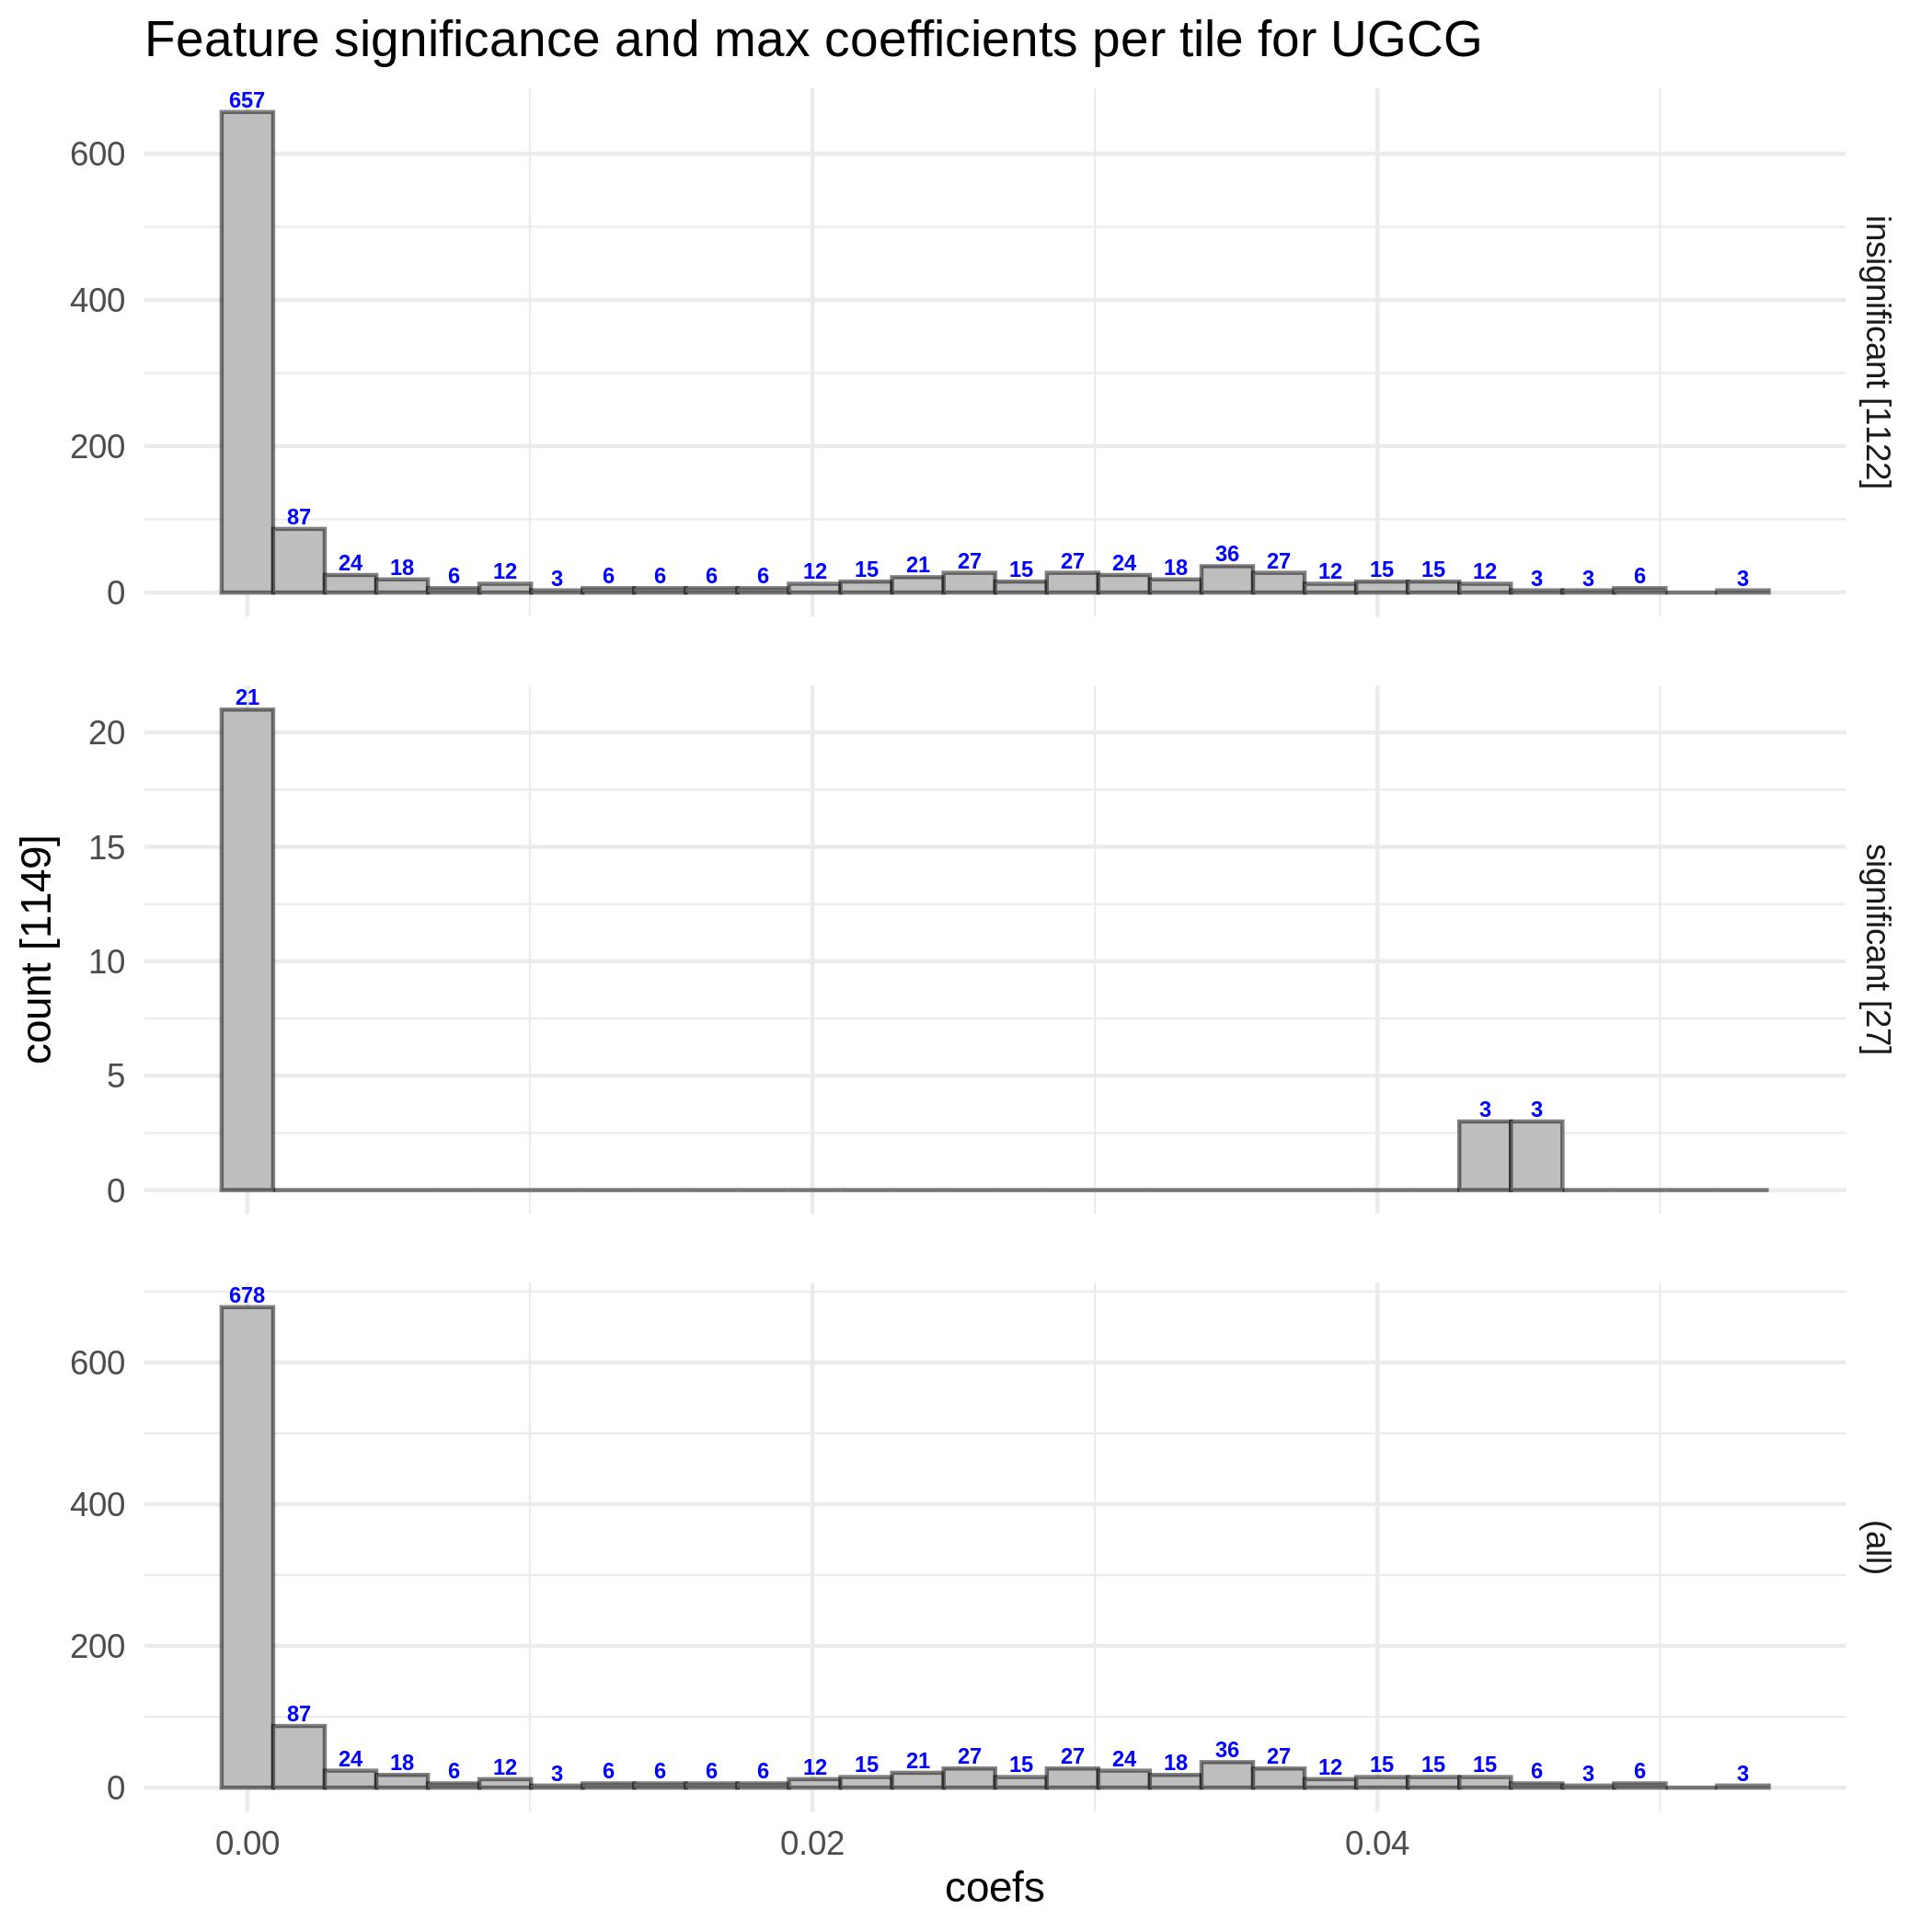 Feature significance and max coefficients per tile for UGCG
657
600
400
200
0
87 24 18 6 12 3 6 6 6 6 12 15 21 27 15 27 24 18 36 27 12 15 15 12 3 3 6 3
insignificant [1122]
21
20
15
10
5
0
3 3
significant [27]
count [1149]
678
600
400
200
0
87 24 18 6 12 3 6 6 6 6 12 15 21 27 15 27 24 18 36 27 12 15 15 15 6 3 6 3
(all)
0.00 0.02 0.04
coefs